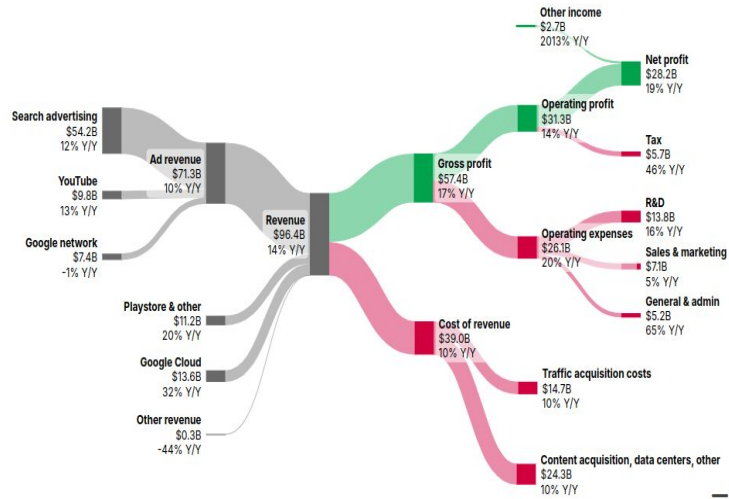 Other income
$2.7B
2013% Y/Y
Net profit
$28.2B
19% Y/Y
Search advertising
$54.2B
12% Y/Y
Ad revenue
$71.3B
10% Y/Y
YouTube
$9.8B
13% Y/Y
Google network
$7.4B
-1% Y/Y
Revenue
$96.4B
14% Y/Y
Gross profit
$57.4B
17% Y/Y
Operating profit
$31.3B
14% Y/Y
Tax
$5.7B
46% Y/Y
Operating expenses
$26.1B
20% Y/Y
R&D
$13.8B
16% Y/Y
Sales & marketing
$7.1B
5% Y/Y
General & admin
$5.2B
65% Y/Y
Playstore & other
$11.2B
20% Y/Y
Google Cloud
$13.6B
32% Y/Y
Other revenue
$0.3B
-44% Y/Y
Cost of revenue
$39.0B
10% Y/Y
Traffic acquisition costs
$14.7B
10% Y/Y
Content acquisition, data centers, other
$24.3B
10% Y/Y